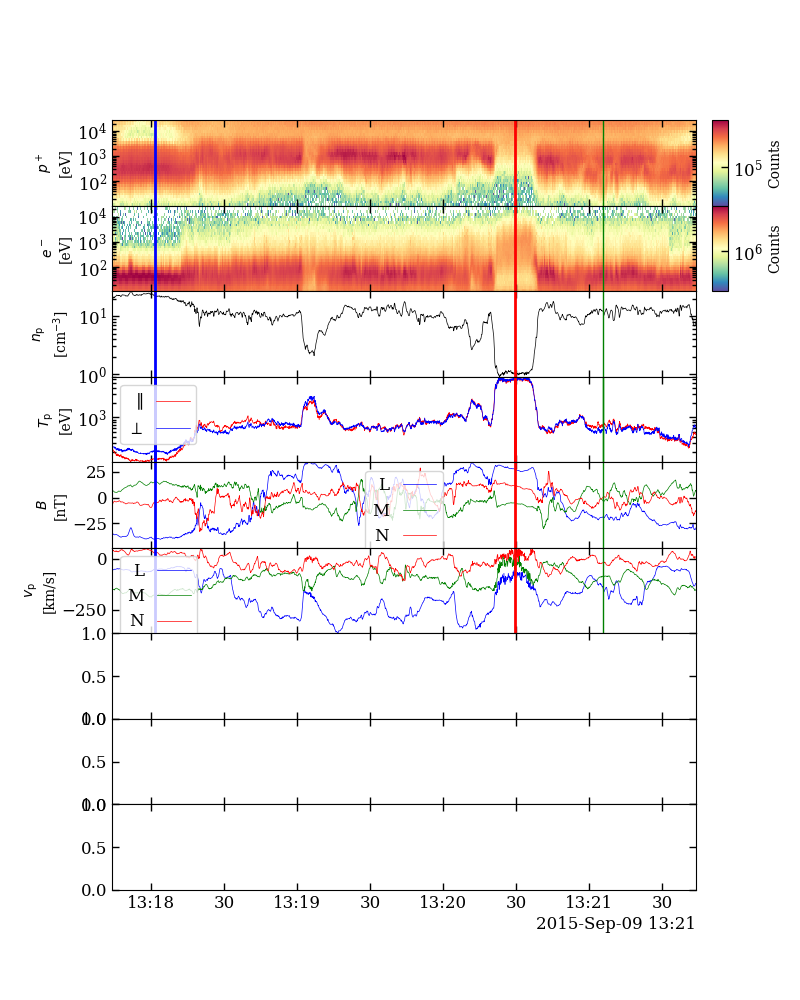 10⁴
10³
10²
p⁺
[eV]
10⁵
Counts
10⁴
10³
10²
e⁻
[eV]
10⁶
Counts
10¹
10⁰
nₚ
[cm⁻³]
10³
Tₚ
[eV]
∥
⊥
25
0
−25
B
[nT]
L
M
N
0
−250
vₚ
[km/s]
L
M
N
1.0
0.5
0.0
1.0
0.5
0.0
1.0
0.5
0.0
13:18 30 13:19 30 13:20 30 13:21 30
2015-Sep-09 13:21